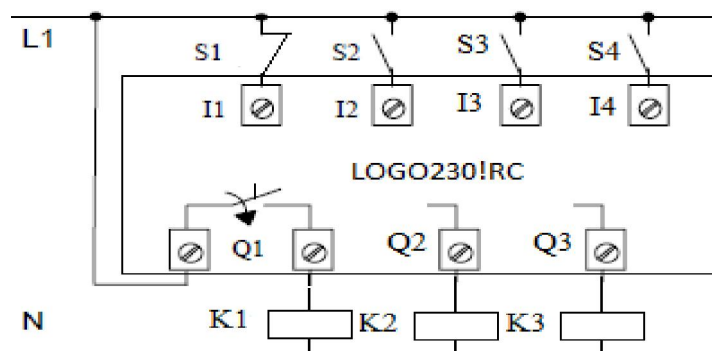 L1
S1 S2 S3 S4
I1 I2 I3 I4
LOGO230!RC
Q1 Q2 Q3
N K1 K2 K3